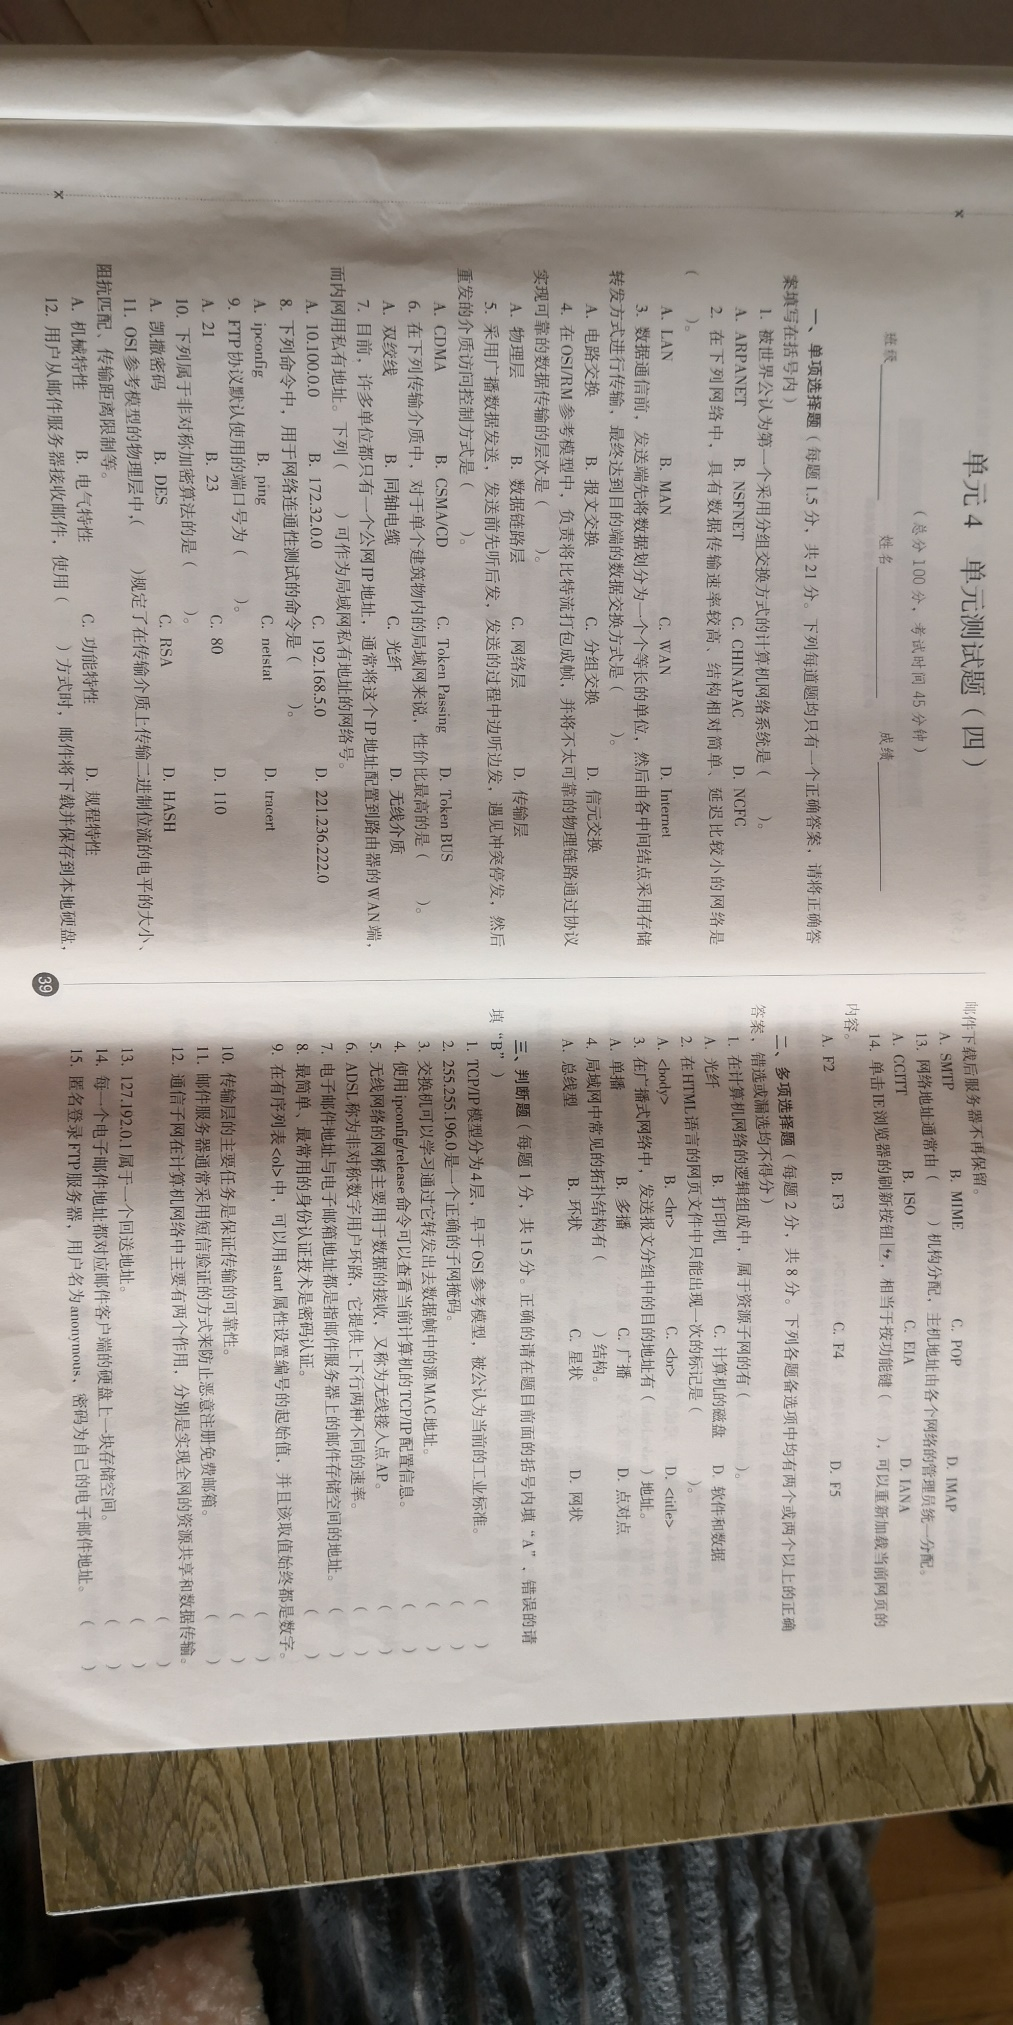 单元4 单元测试题（四）
（总分100分，考试时间45分钟）
班级 姓名 成绩
一、单项选择题（每题1.5分，共21分。下列每道题均只有一个正确答案，请将正确答
案填写在括号内）
1. 被世界公认为第一个采用分组交换方式的计算机网络系统是（ ）。
A. ARPANET B. NSFNET C. CHINAPAC D. NCFC
2. 在下列网络中，具有数据传输速率较高、结构相对简单、延迟比较小的网络是
（ ）。
A. LAN B. MAN C. WAN D. Internet
3. 数据通信前，发送端先将数据划分为一个个等长的单位，然后由各中间结点采用存储
转发方式进行传输，最终达到目的端的数据交换方式是（ ）。
A. 电路交换 B. 报文交换 C. 分组交换 D. 信元交换
4. 在OSI/RM参考模型中，负责将比特流打包成帧，并将不大可靠的物理链路通过协议
实现可靠的数据传输的层次是（ ）。
A. 物理层 B. 数据链路层 C. 网络层 D. 传输层
5. 采用广播数据发送，发送前先听后发，发送的过程中边听边发，遇见冲突停发，然后
重发的介质访问控制方式是（ ）。
A. CDMA B. CSMA/CD C. Token Passing D. Token BUS
6. 在下列传输介质中，对于单个建筑物内的局域网来说，性价比最高的是（ ）。
A. 双绞线 B. 同轴电缆 C. 光纤 D. 无线介质
7. 目前，许多单位都只有一个公网IP地址，通常将这个IP地址配置到路由器的WAN端，
而内网用私有地址。下列（ ）可作为局域网私有地址的网络号。
A. 10.100.0.0 B. 172.32.0.0 C. 192.168.5.0 D. 221.236.222.0
8. 下列命令中，用于网络连通性测试的命令是（ ）。
A. ipconfig B. ping C. netstat D. tracert
9. FTP协议默认使用的端口号为（ ）。
A. 21 B. 23 C. 80 D. 110
10. 下列属于非对称加密算法的是（ ）。
A. 凯撒密码 B. DES C. RSA D. HASH
11. OSI参考模型的物理层中，（ ）规定了在传输介质上传输二进制位流的电平的大小、
阻抗匹配、传输距离限制等。
A. 机械特性 B. 电气特性 C. 功能特性 D. 规程特性
12. 用户从邮件服务器接收邮件，使用（ ）方式时，邮件将下载并保存到本地硬盘，
39
邮件下载后服务器不再保留。
A. SMTP B. MIME C. POP D. IMAP
13. 网络地址通常由（ ）机构分配，主机地址由各个网络的管理员统一分配。
A. CCITT B. ISO C. EIA D. IANA
14. 单击IE浏览器的刷新按钮，相当于按功能键（ ），可以重新加载当前网页的
内容。
A. F2 B. F3 C. F4 D. F5
二、多项选择题（每题2分，共8分。下列各题备选项中均有两个或两个以上的正确
答案，错选或漏选均不得分）
1. 在计算机网络的逻辑组成中，属于资源子网的有（ ）。
A. 光纤 B. 打印机 C. 计算机的磁盘 D. 软件和数据
2. 在HTML语言的网页文件中只能出现一次的标记是（ ）。
A. <body> B. <hr> C. <br> D. <title>
3. 在广播式网络中，发送报文分组中的目的地址有（ ）地址。
A. 单播 B. 多播 C. 广播 D. 点对点
4. 局域网中常见的拓扑结构有（ ）结构。
A. 总线型 B. 环状 C. 星状 D. 网状
三、判断题（每题1分，共15分。正确的请在题目前面的括号内填“A”，错误的请
填“B”）
1. TCP/IP模型分为4层，早于OSI参考模型，被公认为当前的工业标准。 （ ）
2. 255.255.196.0是一个正确的子网掩码。 （ ）
3. 交换机可以学习通过它转发出去数据帧中的源MAC地址。 （ ）
4. 使用ipconfig/release命令可以查看当前计算机的TCP/IP配置信息。 （ ）
5. 无线网络的网桥主要用于数据的接收，又称为无线接入点AP。 （ ）
6. ADSL称为非对称数字用户环路，它提供上下行两种不同的速率。 （ ）
7. 电子邮件地址与电子邮箱地址都是指邮件服务器上的邮件存储空间的地址。 （ ）
8. 最简单、最常用的身份认证技术是密码认证。 （ ）
9. 在有序列表<ol>中，可以用start属性设置编号的起始值，并且该取值始终都是数字。
（ ）
10. 传输层的主要任务是保证传输的可靠性。 （ ）
11. 邮件服务器通常采用短信验证的方式来防止恶意注册免费邮箱。 （ ）
12. 通信子网在计算机网络中主要有两个作用，分别是实现全网的资源共享和数据传输。
（ ）
13. 127.192.0.1属于一个回送地址。 （ ）
14. 每一个电子邮件地址都对应邮件客户端的硬盘上一块存储空间。 （ ）
15. 匿名登录FTP服务器，用户名为anonymous，密码为自己的电子邮件地址。 （ ）